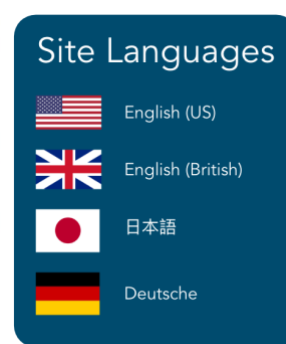 Site Languages
English (US)
English (British)
日本語
Deutsche